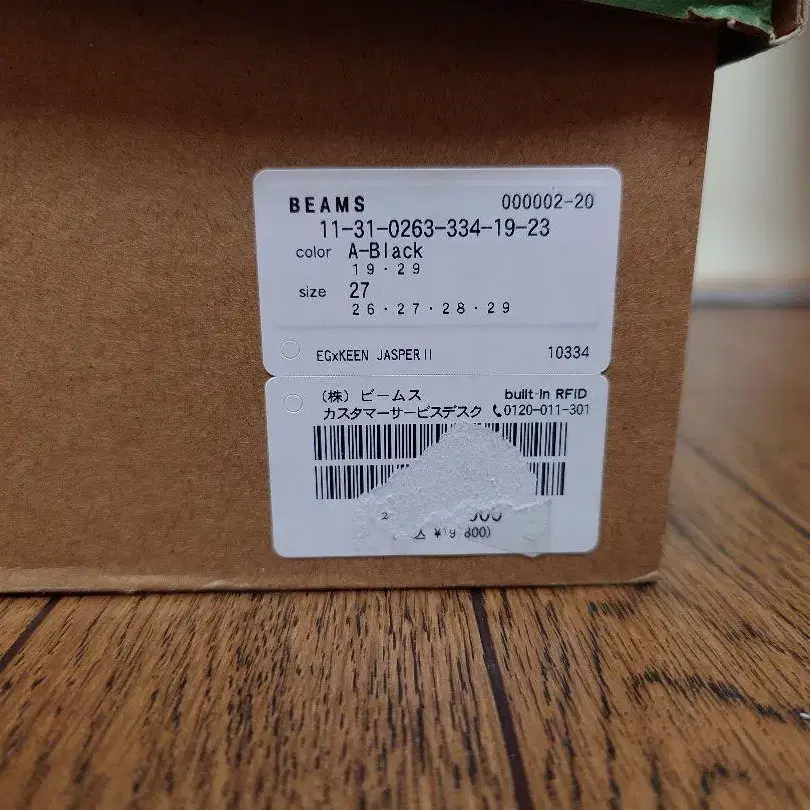 BEAMS 000002-20
11-31-0263-334-19-23
color A-Black
19・29
size 27
26・27・28・29
EGxKEEN JASPERⅡ 10334
(株) ビームス built-in RFID
カスタマーサービスデスク 0120-011-301